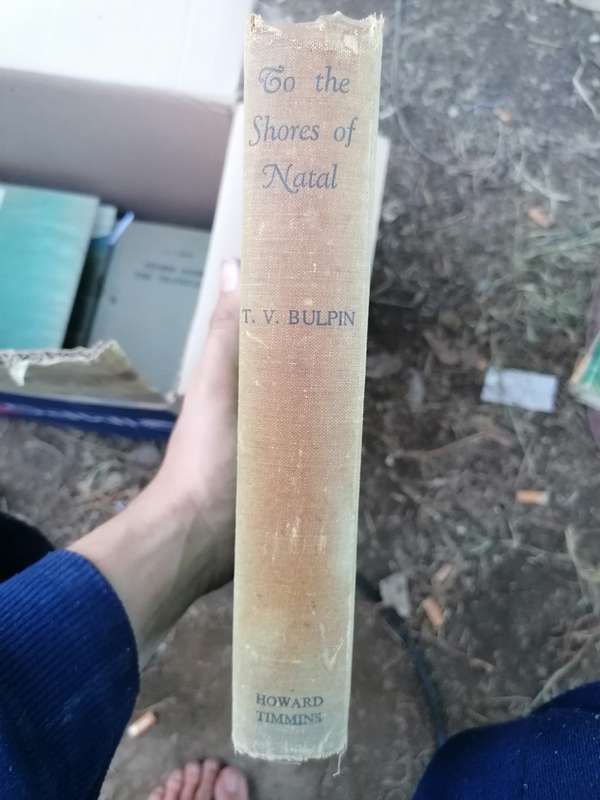 To the
Shores of
Natal
T. V. BULPIN
HOWARD
TIMMINS